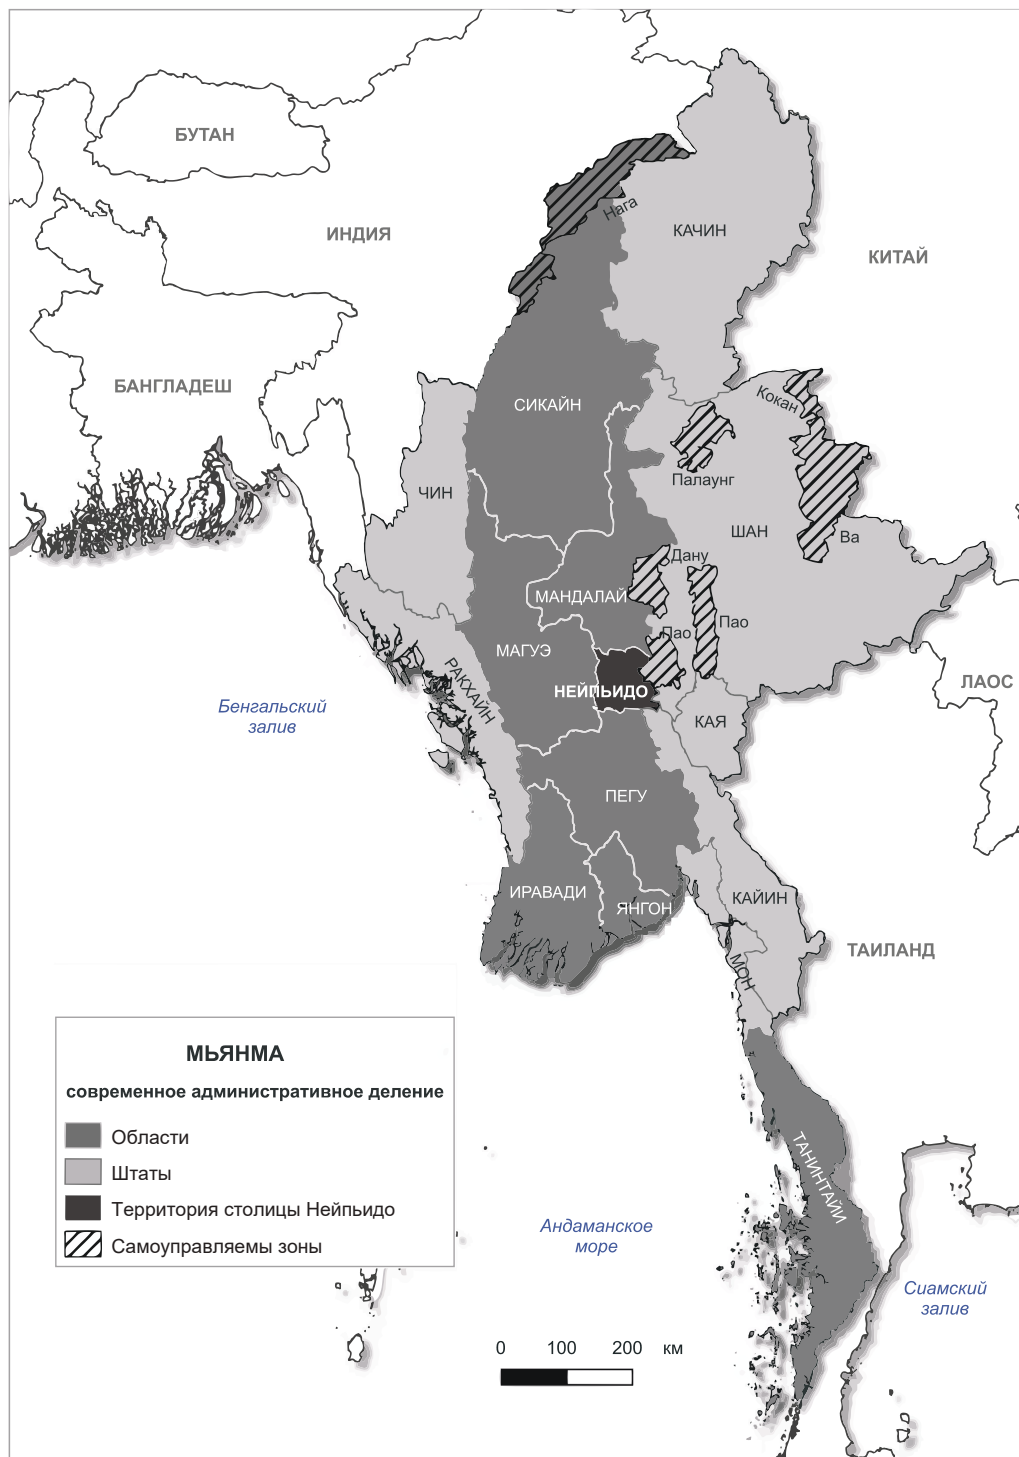 БУТАН
ИНДИЯ
Нага
КАЧИН
КИТАЙ
БАНГЛАДЕШ
СИКАЙН
Кокан
ЧИН
Палаунг
ШАН
Ва
Дану
МАНДАЛАЙ
Пао
Пао
МАГУЭ
РАКХАЙН
НЕЙПЬИДО
КАЯ
ЛАОС
Бенгальский
залив
ПЕГУ
ИРАВАДИ
ЯНГОН
КАЙИН
ТАИЛАНД
МОН
МЬЯНМА
современное административное деление
Области
Штаты
Территория столицы Нейпьидо
Самоуправляемы зоны
ТАНИНТАЙИ
Андаманское
море
Сиамский
залив
0 100 200 км